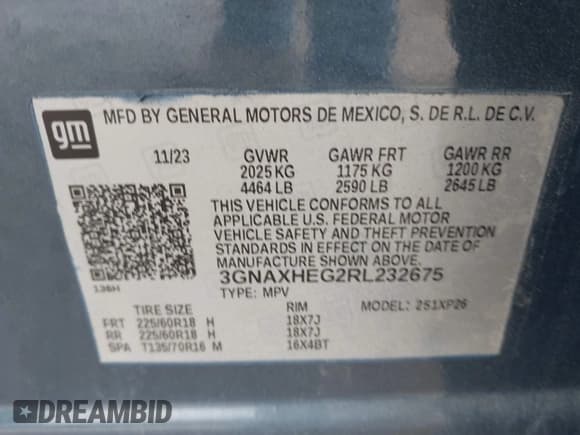 gm
MFD BY GENERAL MOTORS DE MEXICO, S. DE R.L. DE C.V.
11/23 GVWR GAWR FRT GAWR RR
2025 KG 1175 KG 1200 KG
4464 LB 2590 LB 2645 LB
THIS VEHICLE CONFORMS TO ALL
APPLICABLE U.S. FEDERAL MOTOR
VEHICLE SAFETY AND THEFT PREVENTION
STANDARDS IN EFFECT ON THE DATE OF
MANUFACTURE SHOWN ABOVE.
136H
3GNAXHEG2RL232675
TYPE: MPV MODEL: 2S1XP26
TIRE SIZE RIM
FRT 225/60R18 H 18X7J
RR 225/60R18 H 18X7J
SPA T135/70R16 M 16X4BT
DREAMBID